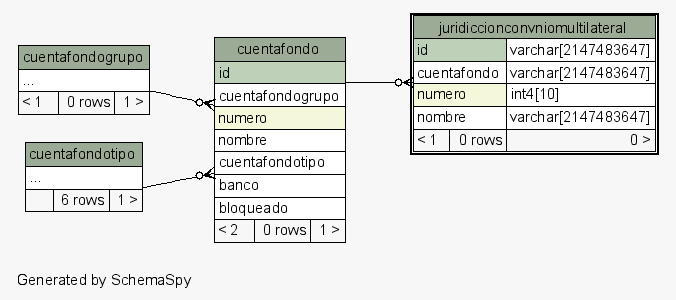 cuentafondogrupo
...
< 1 0 rows 1 >
cuentafondotipo
...
6 rows 1 >
cuentafondo
id
cuentafondogrupo
numero
nombre
cuentafondotipo
banco
bloqueado
< 2 0 rows 1 >
juridiccionconvniomultilateral
id varchar[2147483647]
cuentafondo varchar[2147483647]
numero int4[10]
nombre varchar[2147483647]
< 1 0 rows 0 >
Generated by SchemaSpy